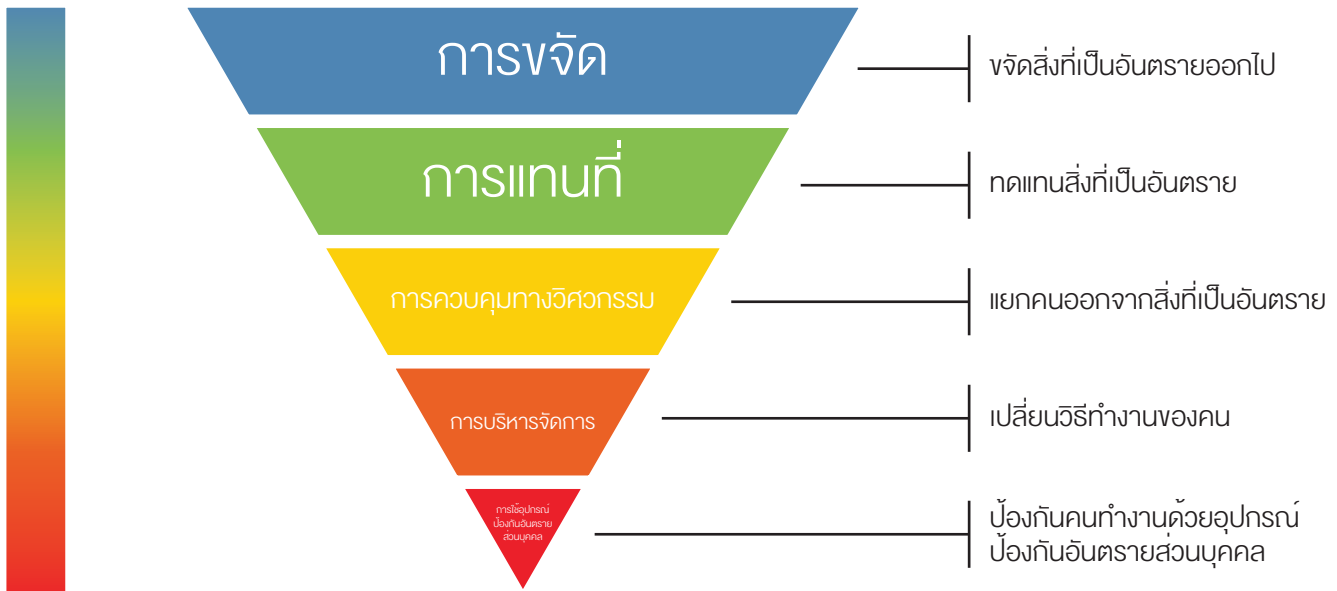 การขจัด
ขจัดสิ่งที่เป็นอันตรายออกไป
การแทนที่
ทดแทนสิ่งที่เป็นอันตราย
การควบคุมทางวิศวกรรม
แยกคนออกจากสิ่งที่เป็นอันตราย
การบริหารจัดการ
เปลี่ยนวิธีทำงานของคน
การใช้อุปกรณ์
ป้องกันอันตราย
ส่วนบุคคล
ป้องกันคนทำงานด้วยอุปกรณ์
ป้องกันอันตรายส่วนบุคคล